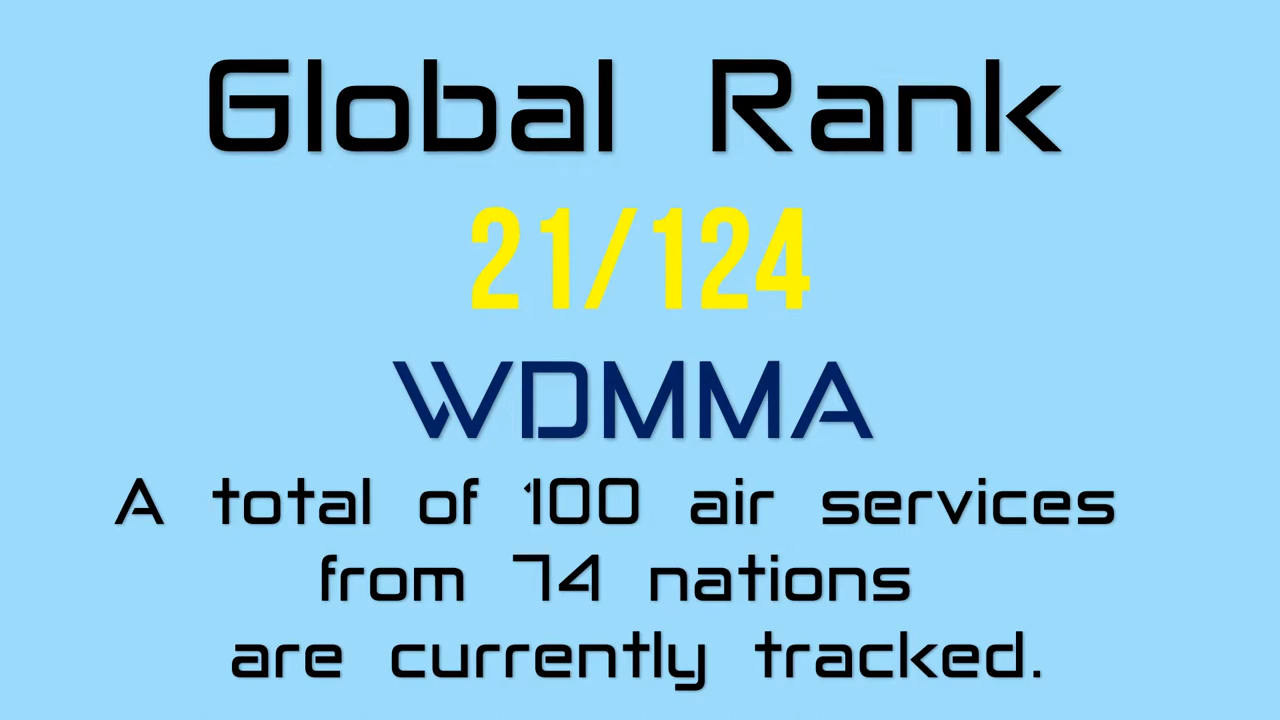 Global Rank
21/124
WDMMA
A total of 100 air services
from 74 nations
are currently tracked.